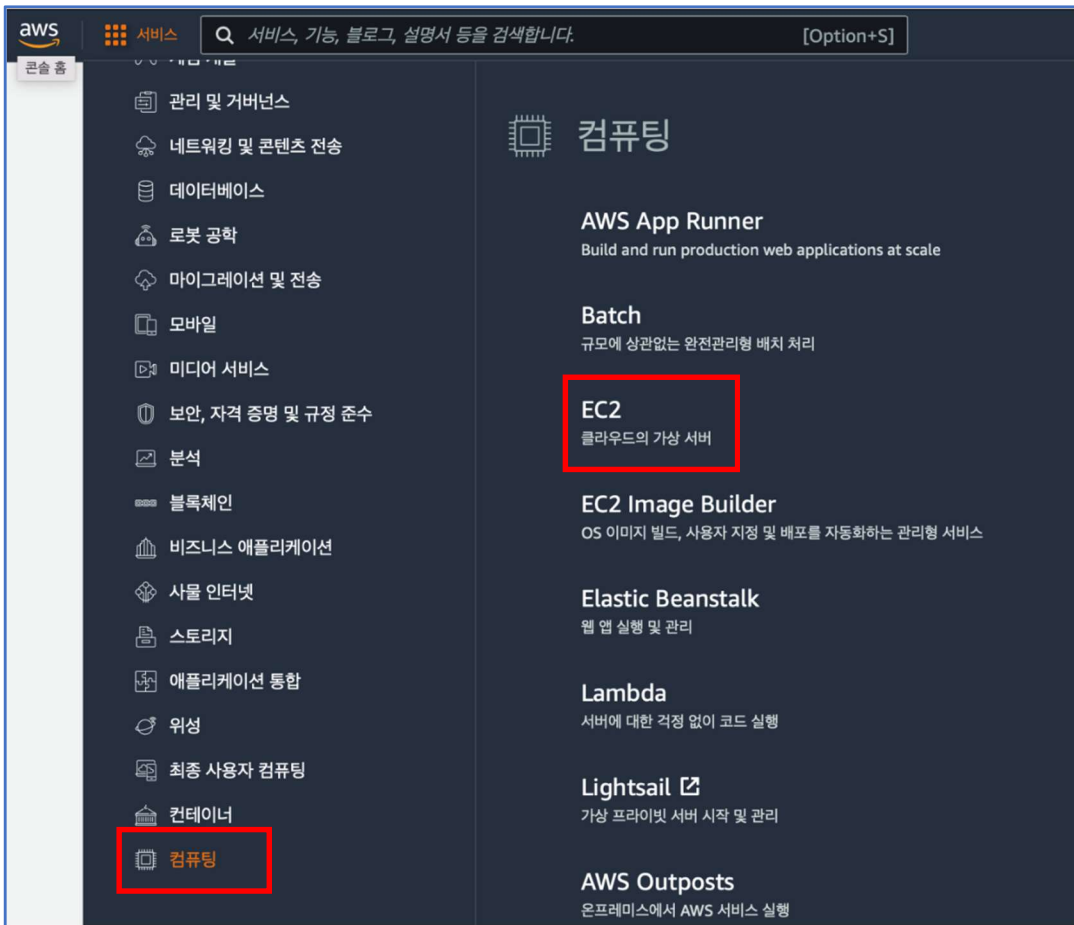 aws
서비스
서비스, 기능, 블로그, 설명서 등을 검색합니다.
[Option+S]
콘솔 홈
관리 및 거버넌스
네트워킹 및 콘텐츠 전송
데이터베이스
로봇 공학
마이그레이션 및 전송
모바일
미디어 서비스
보안, 자격 증명 및 규정 준수
분석
블록체인
비즈니스 애플리케이션
사물 인터넷
스토리지
애플리케이션 통합
위성
최종 사용자 컴퓨팅
컨테이너
컴퓨팅
컴퓨팅
AWS App Runner
Build and run production web applications at scale
Batch
규모에 상관없는 완전관리형 배치 처리
EC2
클라우드의 가상 서버
EC2 Image Builder
OS 이미지 빌드, 사용자 지정 및 배포를 자동화하는 관리형 서비스
Elastic Beanstalk
웹 앱 실행 및 관리
Lambda
서버에 대한 걱정 없이 코드 실행
Lightsail
가상 프라이빗 서버 시작 및 관리
AWS Outposts
온프레미스에서 AWS 서비스 실행